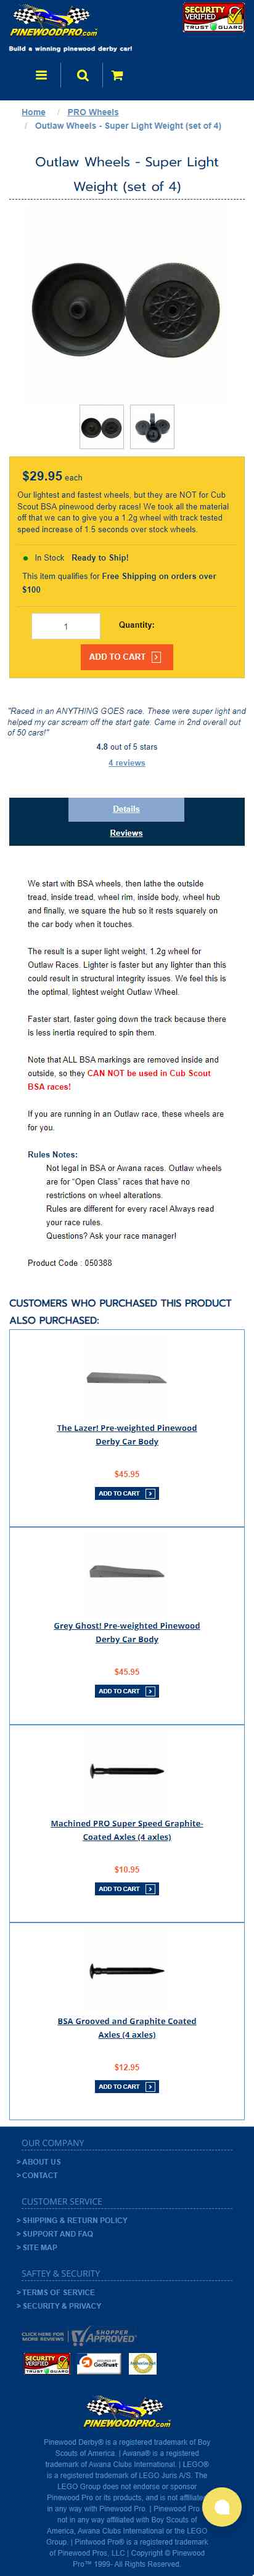 PINEWOODPRO.COM
SECURITY
VERIFIED
TRUST GUARD
Build a winning pinewood derby car!
Home / PRO Wheels
/ Outlaw Wheels - Super Light Weight (set of 4)
Outlaw Wheels - Super Light
Weight (set of 4)
$29.95 each
Our lightest and fastest wheels, but they are NOT for Cub
Scout BSA pinewood derby races! We took all the material
off that we can to give you a 1.2g wheel with track tested
speed increase of 1.5 seconds over stock wheels.
In Stock Ready to Ship!
This item qualifies for Free Shipping on orders over
$100
1 Quantity:
ADD TO CART
"Raced in an ANYTHING GOES race. These were super light and
helped my car scream off the start gate. Came in 2nd overall out
of 50 cars!"
4.8 out of 5 stars
4 reviews
Details
Reviews
We start with BSA wheels, then lathe the outside
tread, inside tread, wheel rim, inside body, wheel hub
and finally, we square the hub so it rests squarely on
the car body when it touches.
The result is a super light weight, 1.2g wheel for
Outlaw Races. Lighter is faster but any lighter than this
could result in structural integrity issues. We feel this is
the optimal, lightest weight Outlaw Wheel.
Faster start, faster going down the track because there
is less inertia required to spin them.
Note that ALL BSA markings are removed inside and
outside, so they CAN NOT be used in Cub Scout
BSA races!
If you are running in an Outlaw race, these wheels are
for you.
Rules Notes:
Not legal in BSA or Awana races. Outlaw wheels
are for “Open Class” races that have no
restrictions on wheel alterations.
Rules are different for every race! Always read
your race rules.
Questions? Ask your race manager!
Product Code : 050388
CUSTOMERS WHO PURCHASED THIS PRODUCT
ALSO PURCHASED:
The Lazer! Pre-weighted Pinewood
Derby Car Body
$45.95
ADD TO CART
Grey Ghost! Pre-weighted Pinewood
Derby Car Body
$45.95
ADD TO CART
Machined PRO Super Speed Graphite-
Coated Axles (4 axles)
$10.95
ADD TO CART
BSA Grooved and Graphite Coated
Axles (4 axles)
$12.95
ADD TO CART
OUR COMPANY
> ABOUT US
> CONTACT
CUSTOMER SERVICE
> SHIPPING & RETURN POLICY
> SUPPORT AND FAQ
> SITE MAP
SAFTEY & SECURITY
> TERMS OF SERVICE
> SECURITY & PRIVACY
CLICK HERE FOR
MORE REVIEWS
SHOPPER
APPROVED
SECURITY
VERIFIED
TRUST GUARD
GeoTrust
PINEWOODPRO.COM
Pinewood Derby® is a registered trademark of Boy
Scouts of America. | Awana® is a registered
trademark of Awana Clubs International. | LEGO®
is a registered trademark of LEGO Juris A/S. The
LEGO Group does not endorse or sponsor
Pinewood Pro or its products, and is not affiliated
in any way with Pinewood Pro. | Pinewood Pro
not in any way affiliated with Boy Scouts of
America, Awana Clubs International or the LEGO
Group. | Pinewood Pro® is a registered trademark
of Pinewood Pros, LLC | Copyright © Pinewood
Pro™ 1999- All Rights Reserved.